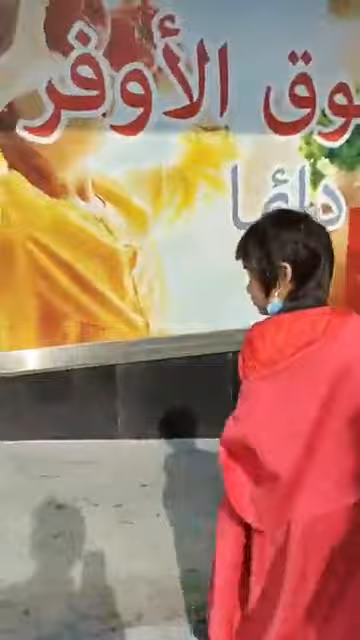 وق الأوفر
دائما